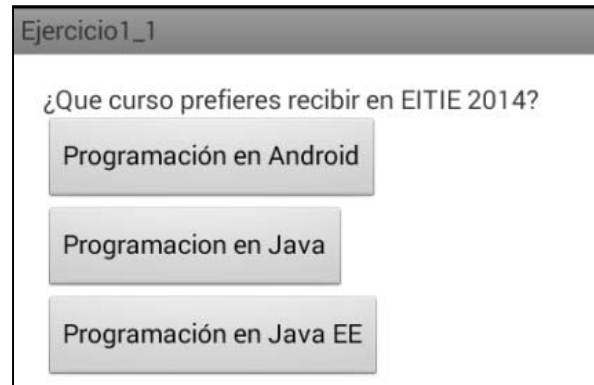 Ejercicio1_1
¿Que curso prefieres recibir en EITIE 2014?
Programación en Android
Programacion en Java
Programación en Java EE